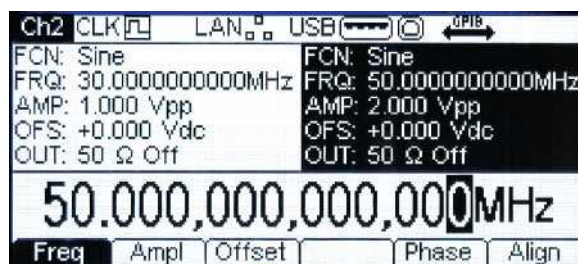 Ch2 CLK LAN USB GPIB
FCN: Sine
FRQ: 30.0000000000MHz
AMP: 1.000 Vpp
OFS: +0.000 Vdc
OUT: 50 Ω Off
FCN: Sine
FRQ: 50.0000000000MHz
AMP: 2.000 Vpp
OFS: +0.000 Vdc
OUT: 50 Ω Off
50.000,000,000,000MHz
Freq Ampl Offset Phase Align